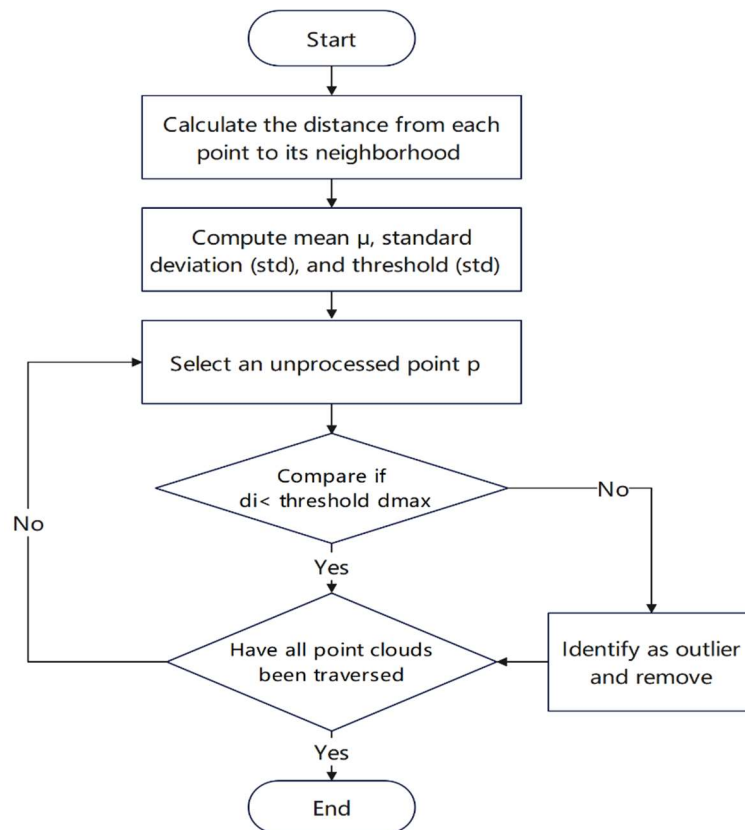 Start
Calculate the distance from each
point to its neighborhood
Compute mean μ, standard
deviation (std), and threshold (std)
Select an unprocessed point p
Compare if
di< threshold dmax
No
No
Yes
Have all point clouds
been traversed
Identify as outlier
and remove
Yes
End